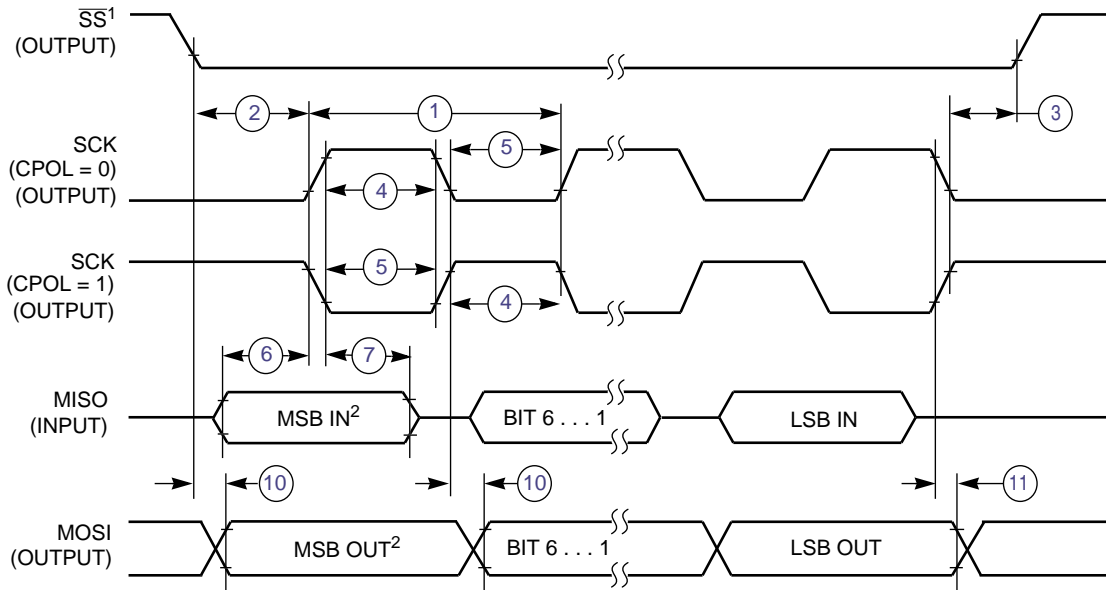 SS¹
(OUTPUT)
2
1
3
SCK
(CPOL = 0)
(OUTPUT)
5
4
SCK
(CPOL = 1)
(OUTPUT)
5
4
6
7
MISO
(INPUT)
MSB IN²
BIT 6 . . . 1
LSB IN
10
10
11
MOSI
(OUTPUT)
MSB OUT²
BIT 6 . . . 1
LSB OUT